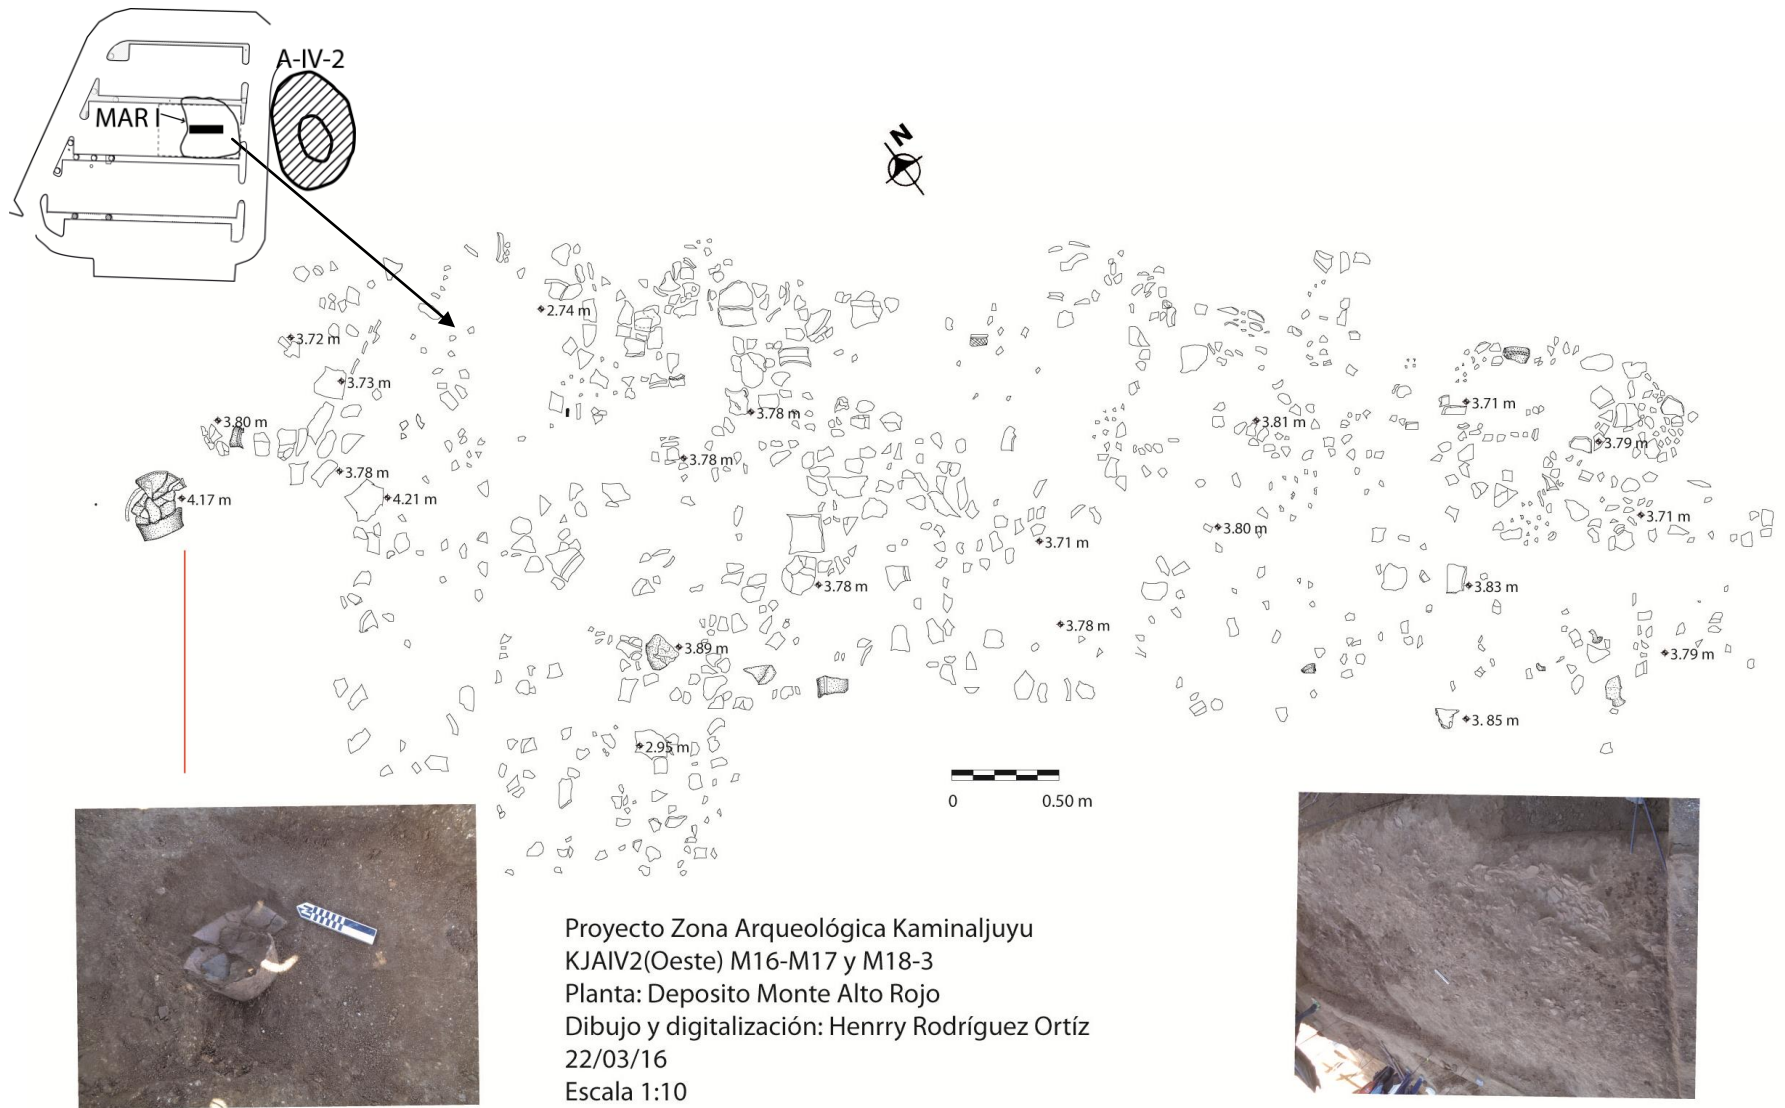 A-IV-2
MAR I
N
2.74 m
3.72 m
3.73 m
3.80 m
3.78 m
3.71 m
3.81 m
3.79 m
3.78 m
3.78 m
4.21 m
4.17 m
3.71 m
3.80 m
3.71 m
3.78 m
3.83 m
3.78 m
3.89 m
3.79 m
3. 85 m
2.95 m
0 0.50 m
Proyecto Zona Arqueológica Kaminaljuyu
KJAIV2(Oeste) M16-M17 y M18-3
Planta: Deposito Monte Alto Rojo
Dibujo y digitalización: Henrry Rodríguez Ortíz
22/03/16
Escala 1:10